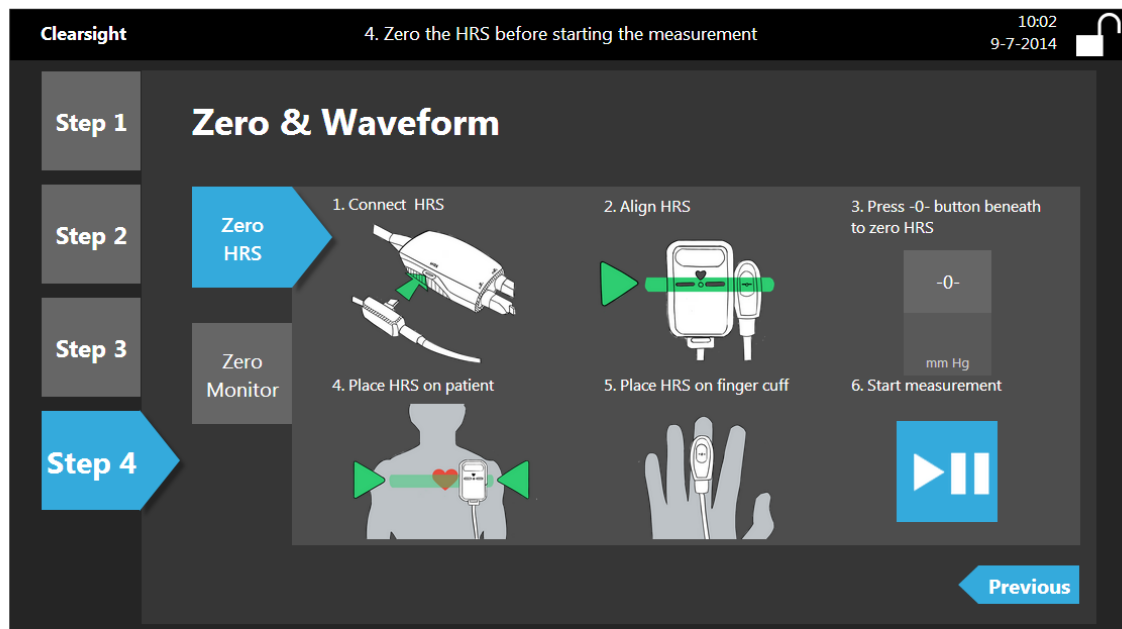 Clearsight
4. Zero the HRS before starting the measurement
10:02
9-7-2014
Step 1
Step 2
Step 3
Step 4
Zero & Waveform
Zero
HRS
Zero
Monitor
1. Connect HRS
2. Align HRS
3. Press -0- button beneath
to zero HRS
-0-
mm Hg
4. Place HRS on patient
5. Place HRS on finger cuff
6. Start measurement
Previous